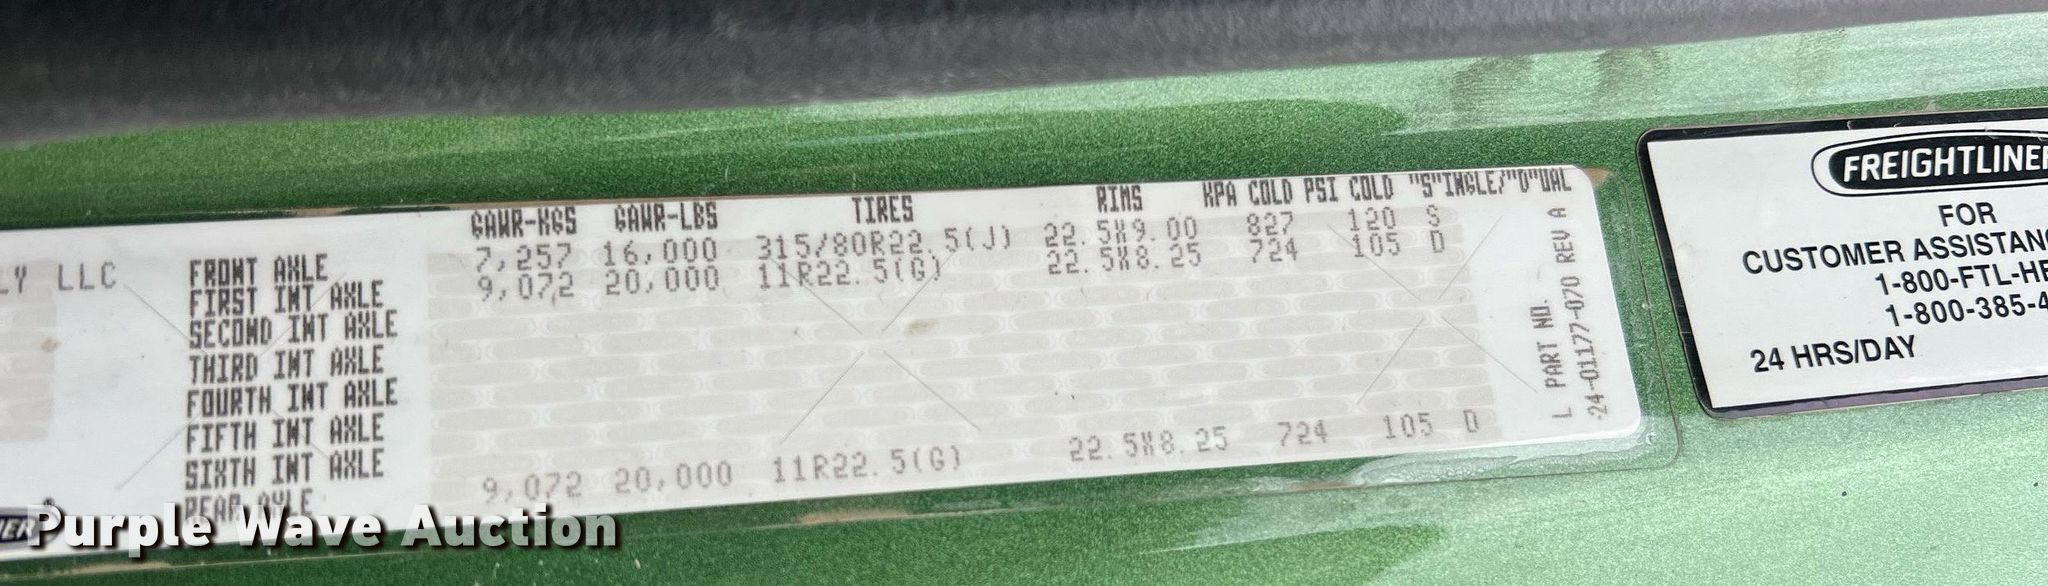 GAWR-KGS GAWR-LBS TIRES RIMS KPA COLD PSI COLD "S"INGLE/"D"UAL
LY LLC
FRONT AXLE 7,257 16,000 315/80R22.5(J) 22.5X9.00 827 120 S
FIRST INT AXLE 9,072 20,000 11R22.5(G) 22.5X8.25 724 105 D
SECOND INT AXLE
THIRD INT AXLE
FOURTH INT AXLE
FIFTH INT AXLE
SIXTH INT AXLE
REAR AXLE 9,072 20,000 11R22.5(G) 22.5X8.25 724 105 D
L PART NO.
24-01177-070 REV A
FREIGHTLINER
FOR
CUSTOMER ASSISTANC
1-800-FTL-HE
1-800-385-4
24 HRS/DAY
Purple Wave Auction